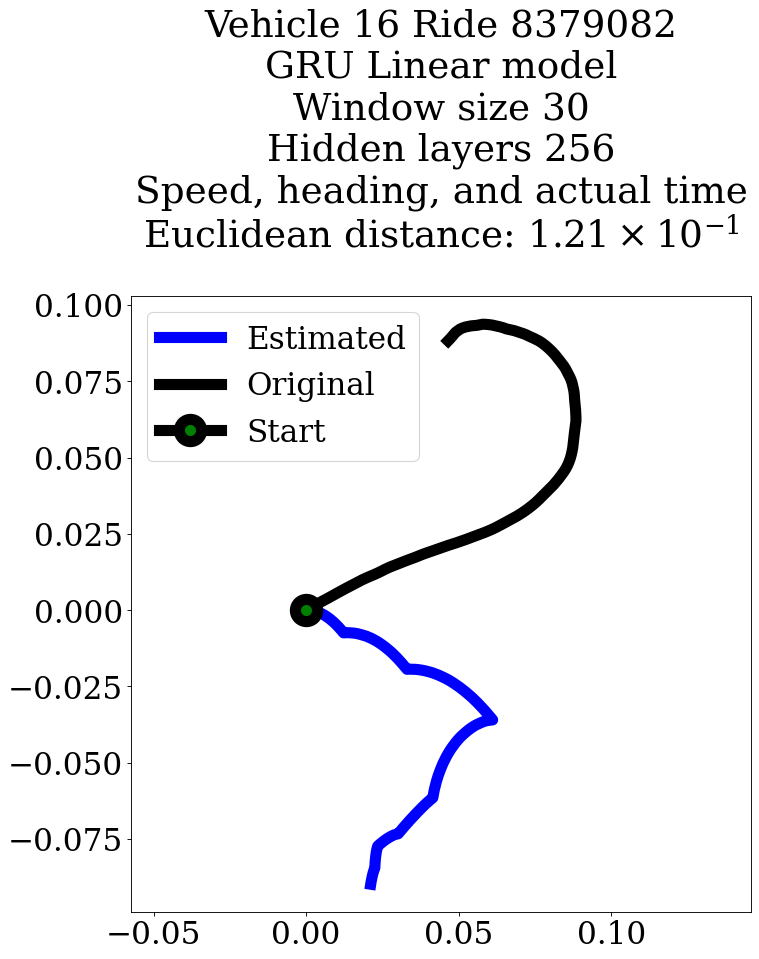 Vehicle 16 Ride 8379082
GRU Linear model
Window size 30
Hidden layers 256
Speed, heading, and actual time
Euclidean distance: 1.21 × 10⁻¹
0.100
0.075
0.050
0.025
0.000
−0.025
−0.050
−0.075
Estimated
Original
Start
−0.05
0.00
0.05
0.10